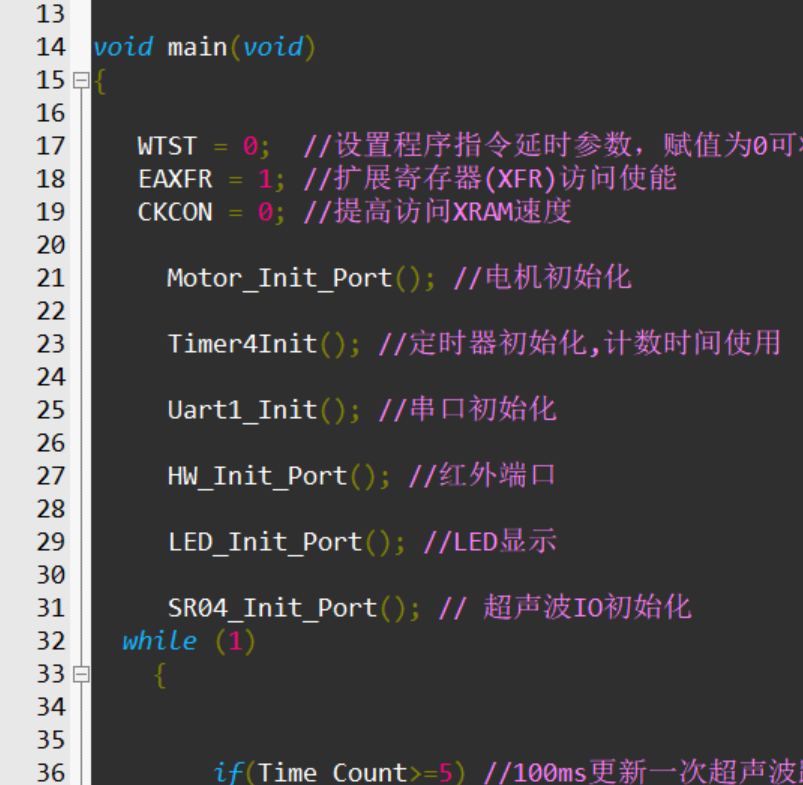 13
14 void main(void)
15 {
16
17 WTST = 0; //设置程序指令延时参数，赋值为0可
18 EAXFR = 1; //扩展寄存器(XFR)访问使能
19 CKCON = 0; //提高访问XRAM速度
20
21 Motor_Init_Port(); //电机初始化
22
23 Timer4Init(); //定时器初始化,计数时间使用
24
25 Uart1_Init(); //串口初始化
26
27 HW_Init_Port(); //红外端口
28
29 LED_Init_Port(); //LED显示
30
31 SR04_Init_Port(); // 超声波IO初始化
32 while (1)
33 {
34
35
36 if(Time_Count>=5) //100ms更新一次超声波